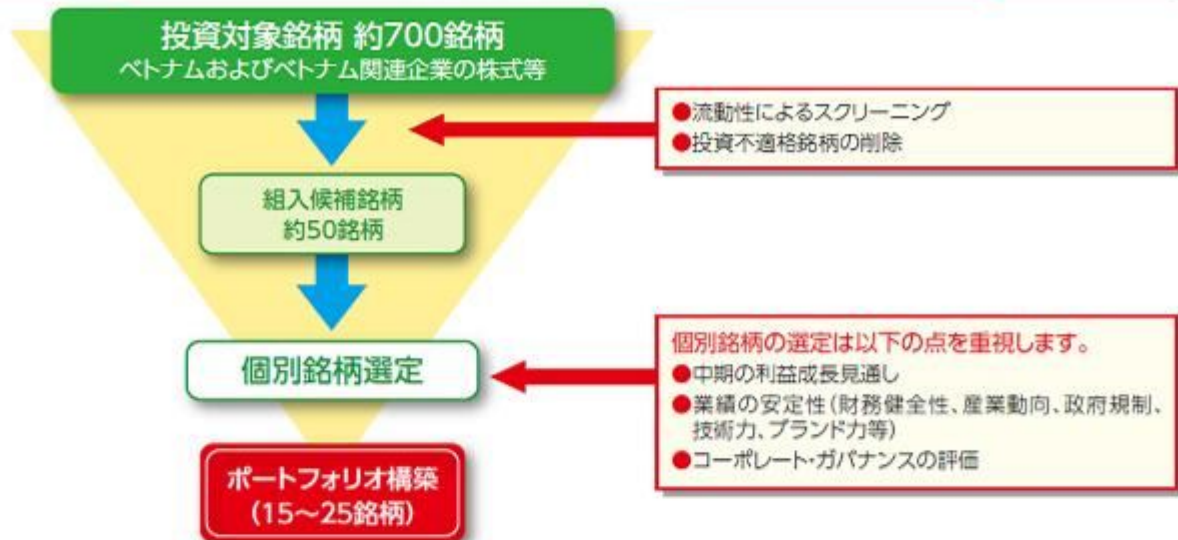 投資対象銘柄 約700銘柄
ベトナムおよびベトナム関連企業の株式等
●流動性によるスクリーニング
●投資不適格銘柄の削除
組入候補銘柄
約50銘柄
個別銘柄選定
個別銘柄の選定は以下の点を重視します。
●中期の利益成長見通し
●業績の安定性(財務健全性、産業動向、政府規制、
技術力、ブランド力等)
●コーポレート・ガバナンスの評価
ポートフォリオ構築
(15~25銘柄)